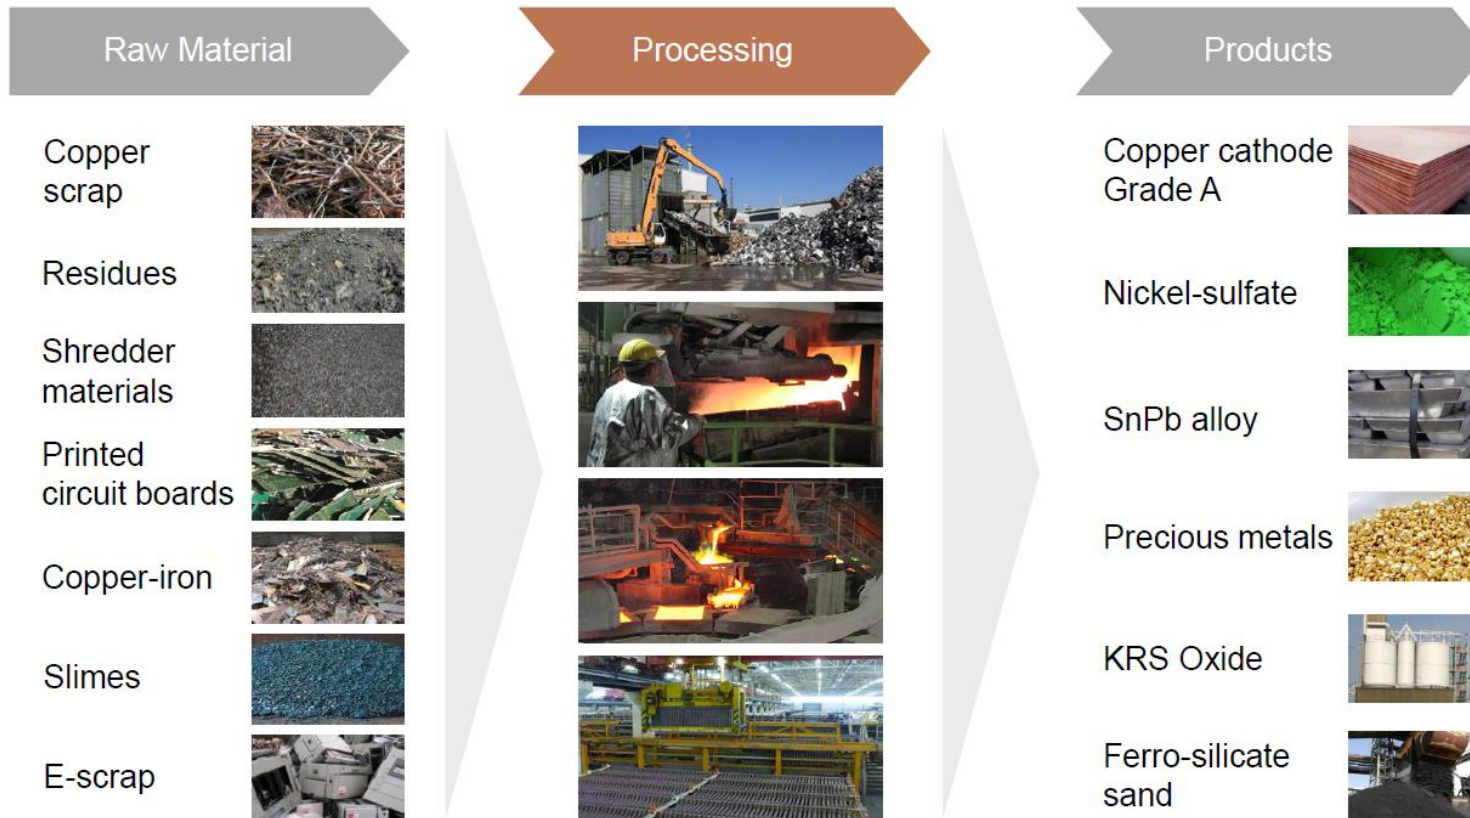 Raw Material
Processing
Products
Copper
scrap
Residues
Shredder
materials
Printed
circuit boards
Copper-iron
Slimes
E-scrap
Copper cathode
Grade A
Nickel-sulfate
SnPb alloy
Precious metals
KRS Oxide
Ferro-silicate
sand